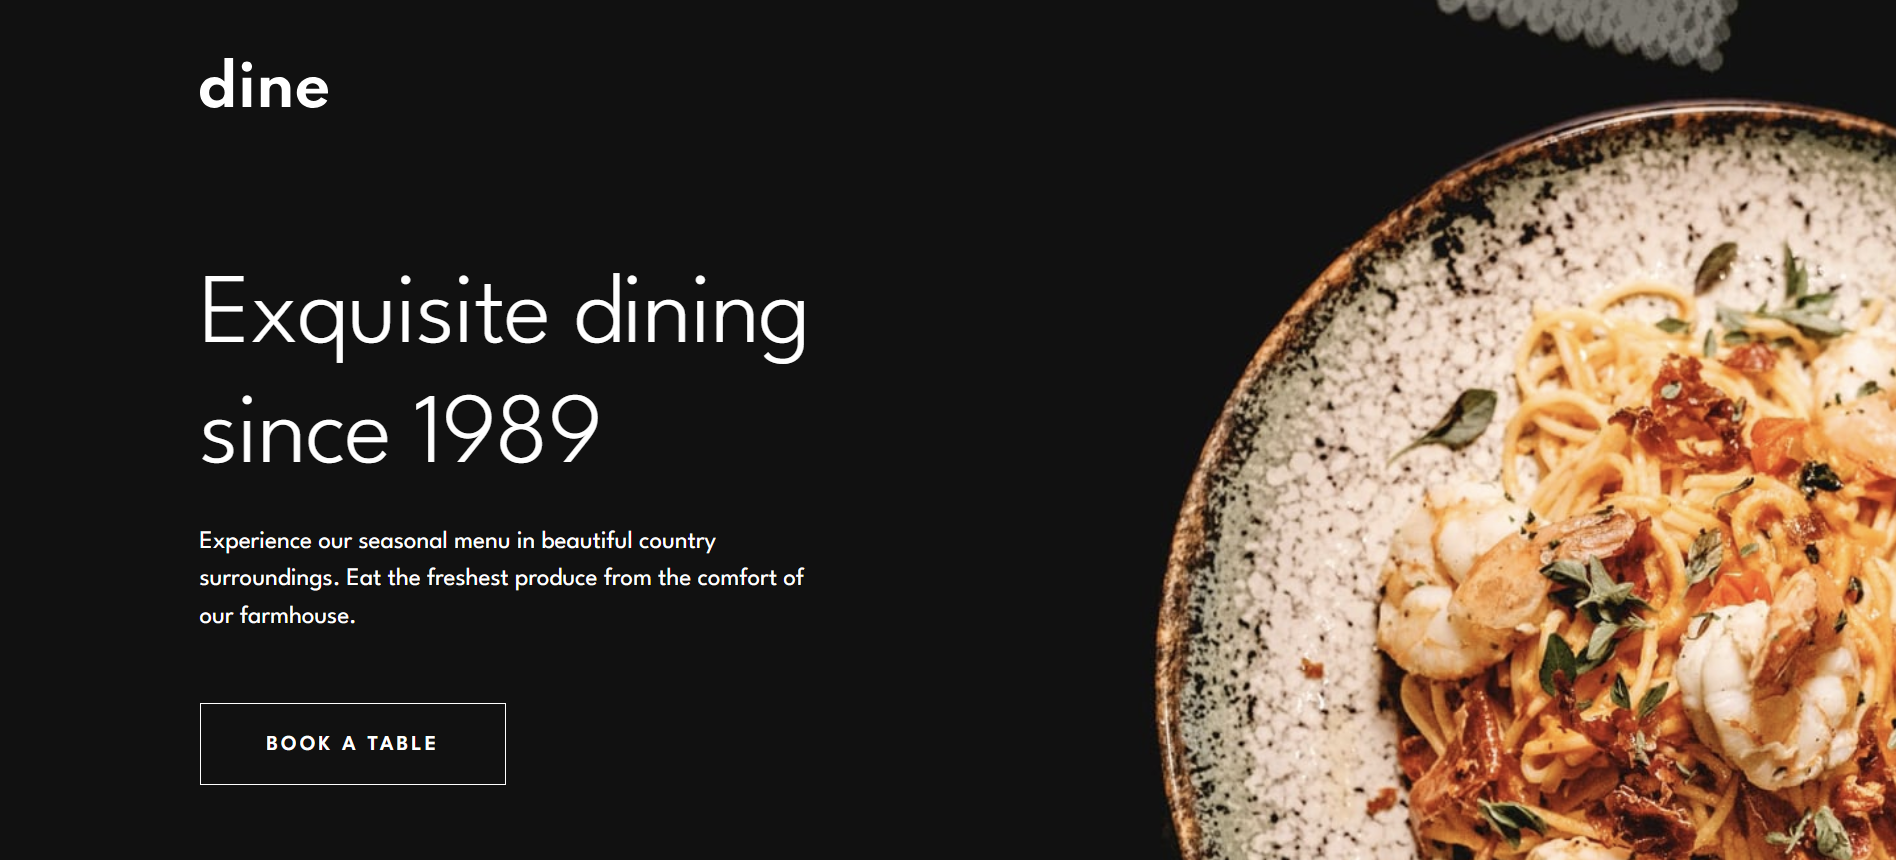 dine
Exquisite dining
since 1989
Experience our seasonal menu in beautiful country
surroundings. Eat the freshest produce from the comfort of
our farmhouse.
BOOK A TABLE